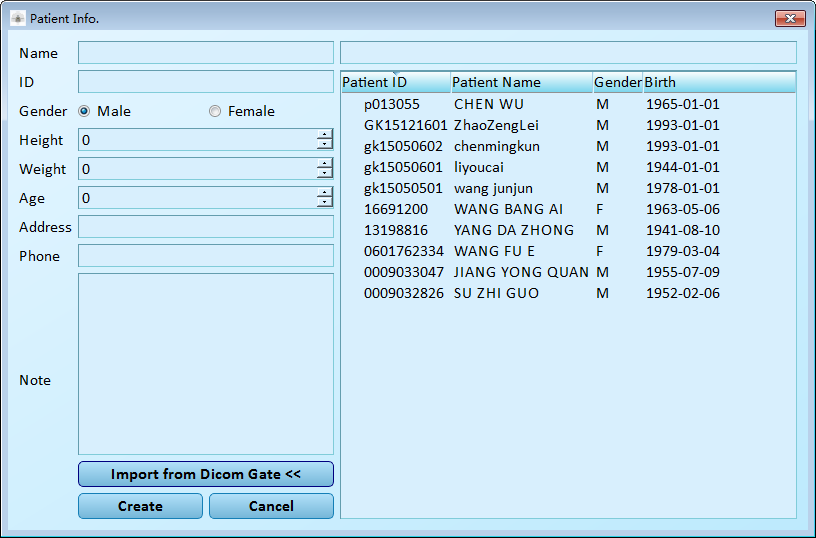 Patient Info.
Name
ID
Gender Male Female
Height 0
Weight 0
Age 0
Address
Phone
Note
Import from Dicom Gate <<
Create Cancel
Patient ID Patient Name Gender Birth
p013055 CHEN WU M 1965-01-01
GK15121601 ZhaoZengLei M 1993-01-01
gk15050602 chenmingkun M 1993-01-01
gk15050601 liyoucai M 1944-01-01
gk15050501 wang junjun M 1978-01-01
16691200 WANG BANG AI F 1963-05-06
13198816 YANG DA ZHONG M 1941-08-10
0601762334 WANG FU E F 1979-03-04
0009033047 JIANG YONG QUAN M 1955-07-09
0009032826 SU ZHI GUO M 1952-02-06